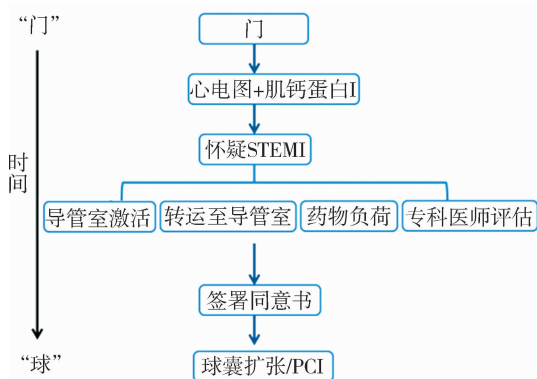 “门”
门
心电图+肌钙蛋白I
怀疑STEMI
时间
导管室激活 转运至导管室 药物负荷 专科医师评估
签署同意书
“球”
球囊扩张/PCI